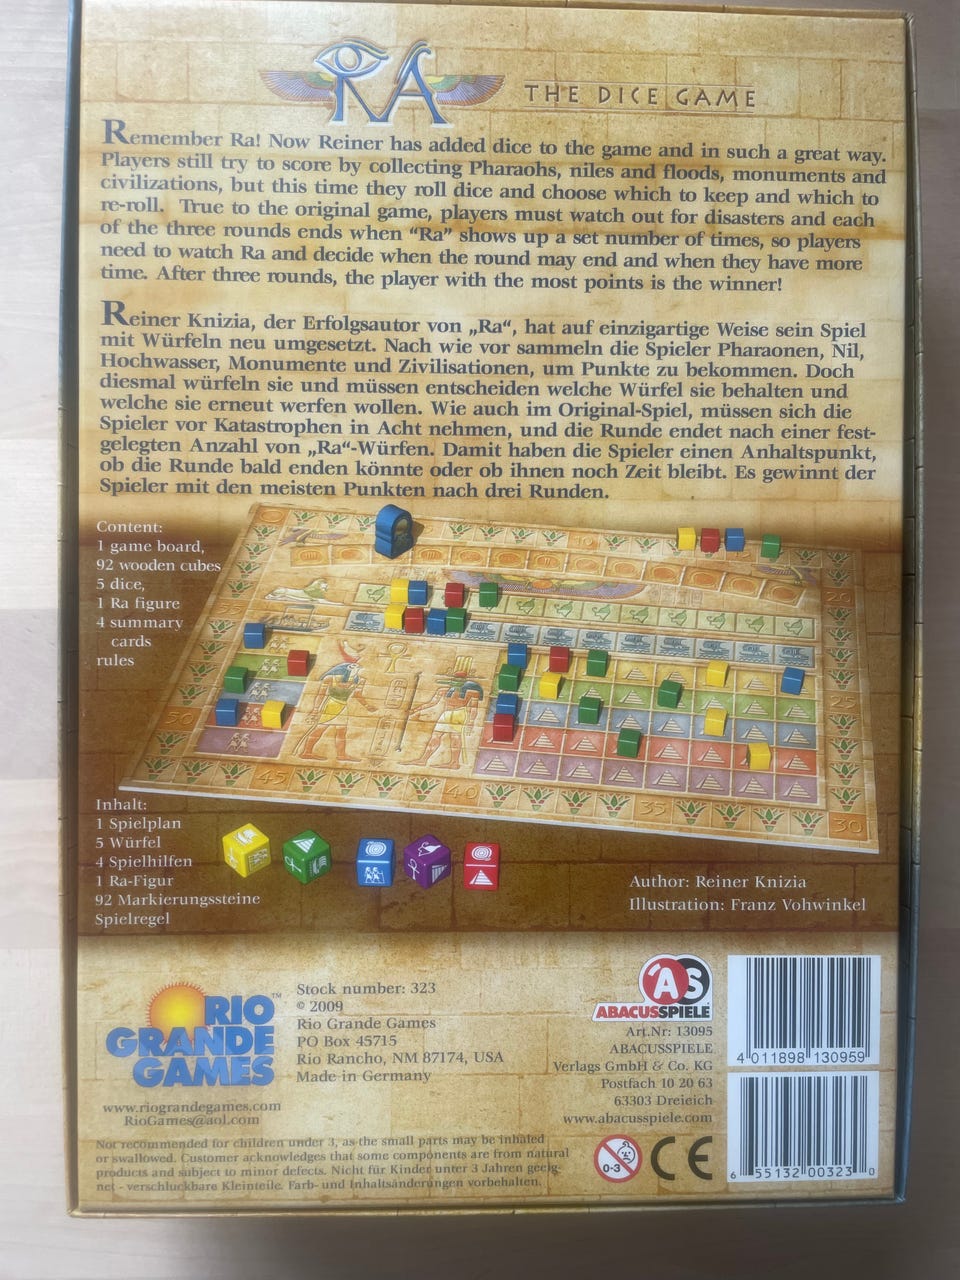 RA THE DICE GAME
Remember Ra! Now Reiner has added dice to the game and in such a great way.
Players still try to score by collecting Pharaohs, niles and floods, monuments and
civilizations, but this time they roll dice and choose which to keep and which to
re-roll. True to the original game, players must watch out for disasters and each
of the three rounds ends when “Ra” shows up a set number of times, so players
need to watch Ra and decide when the round may end and when they have more
time. After three rounds, the player with the most points is the winner!
Reiner Knizia, der Erfolgsautor von „Ra“, hat auf einzigartige Weise sein Spiel
mit Würfeln neu umgesetzt. Nach wie vor sammeln die Spieler Pharaonen, Nil,
Hochwasser, Monumente und Zivilisationen, um Punkte zu bekommen. Doch
diesmal würfeln sie und müssen entscheiden welche Würfel sie behalten und
welche sie erneut werfen wollen. Wie auch im Original-Spiel, müssen sich die
Spieler vor Katastrophen in Acht nehmen, und die Runde endet nach einer fest-
gelegten Anzahl von „Ra“-Würfen. Damit haben die Spieler einen Anhaltspunkt,
ob die Runde bald enden könnte oder ob ihnen noch Zeit bleibt. Es gewinnt der
Spieler mit den meisten Punkten nach drei Runden.
Content:
1 game board,
92 wooden cubes
5 dice,
1 Ra figure
4 summary
cards
rules
10
20
25
30
35
40
45
50
55
Inhalt:
1 Spielplan
5 Würfel
4 Spielhilfen
1 Ra-Figur
92 Markierungssteine
Spielregel
Author: Reiner Knizia
Illustration: Franz Vohwinkel
RIO
GRANDE
GAMES
™
www.riograndegames.com
RioGames@aol.com
Stock number: 323
© 2009
Rio Grande Games
PO Box 45715
Rio Rancho, NM 87174, USA
Made in Germany
AS
ABACUSSPIELE
Art.Nr: 13095
ABACUSSPIELE
Verlags GmbH & Co. KG
Postfach 10 20 63
63303 Dreieich
www.abacusspiele.com
4 011898 130959
6 55132 00323 0
0-3
CE
Not recommended for children under 3, as the small parts may be inhaled
or swallowed. Customer acknowledges that some components are from natural
products and subject to minor defects. Nicht für Kinder unter 3 Jahren geeig-
net - verschluckbare Kleinteile. Farb- und Inhaltsänderungen vorbehalten.